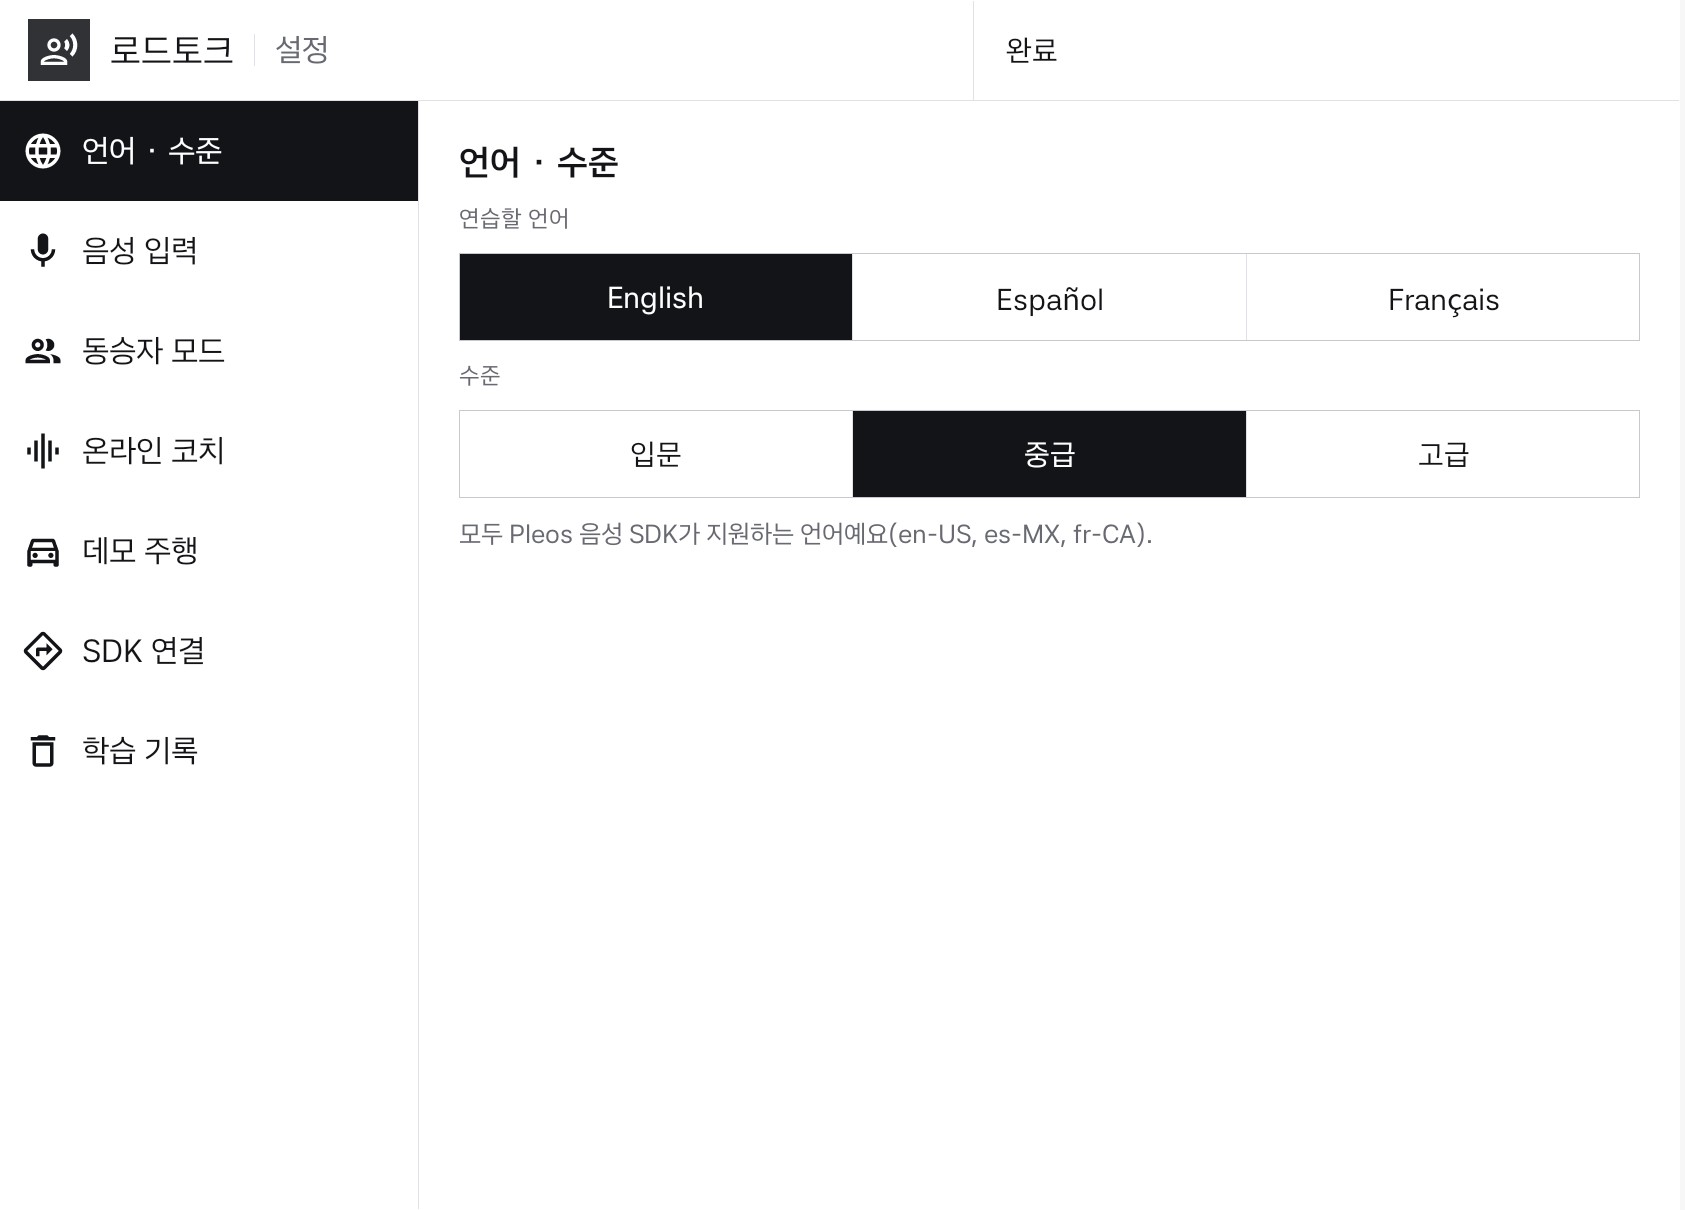 로드토크
설정
완료
언어 · 수준
음성 입력
동승자 모드
온라인 코치
데모 주행
SDK 연결
학습 기록
언어 · 수준
연습할 언어
English
Español
Français
수준
입문
중급
고급
모두 Pleos 음성 SDK가 지원하는 언어예요(en-US, es-MX, fr-CA).